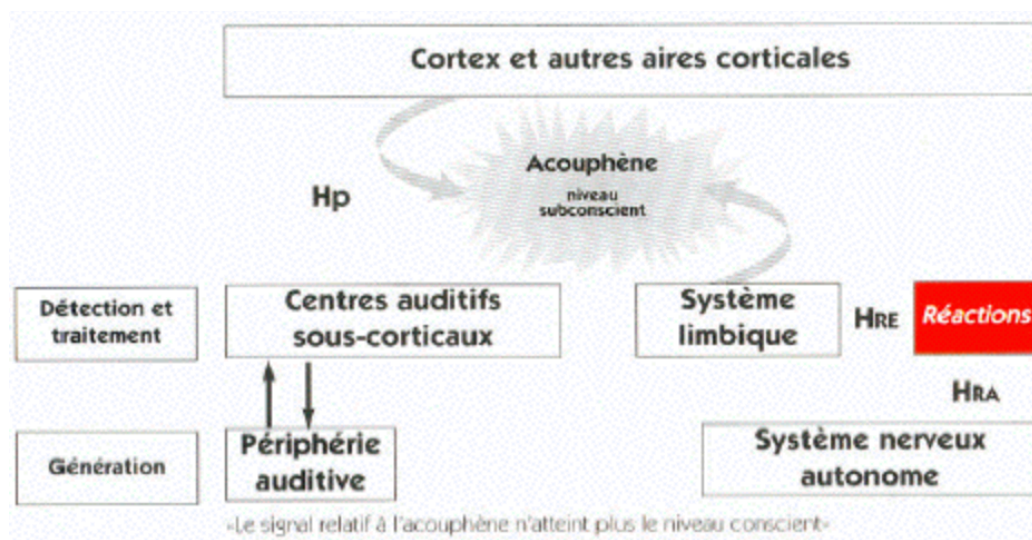 Cortex et autres aires corticales
Acouphène
niveau
subconscient
Hp
Détection et
traitement
Centres auditifs
sous-corticaux
Système
limbique
HRE
Réactions
HRA
Génération
Périphérie
auditive
Système nerveux
autonome
«Le signal relatif à l'acouphène n'atteint plus le niveau conscient»